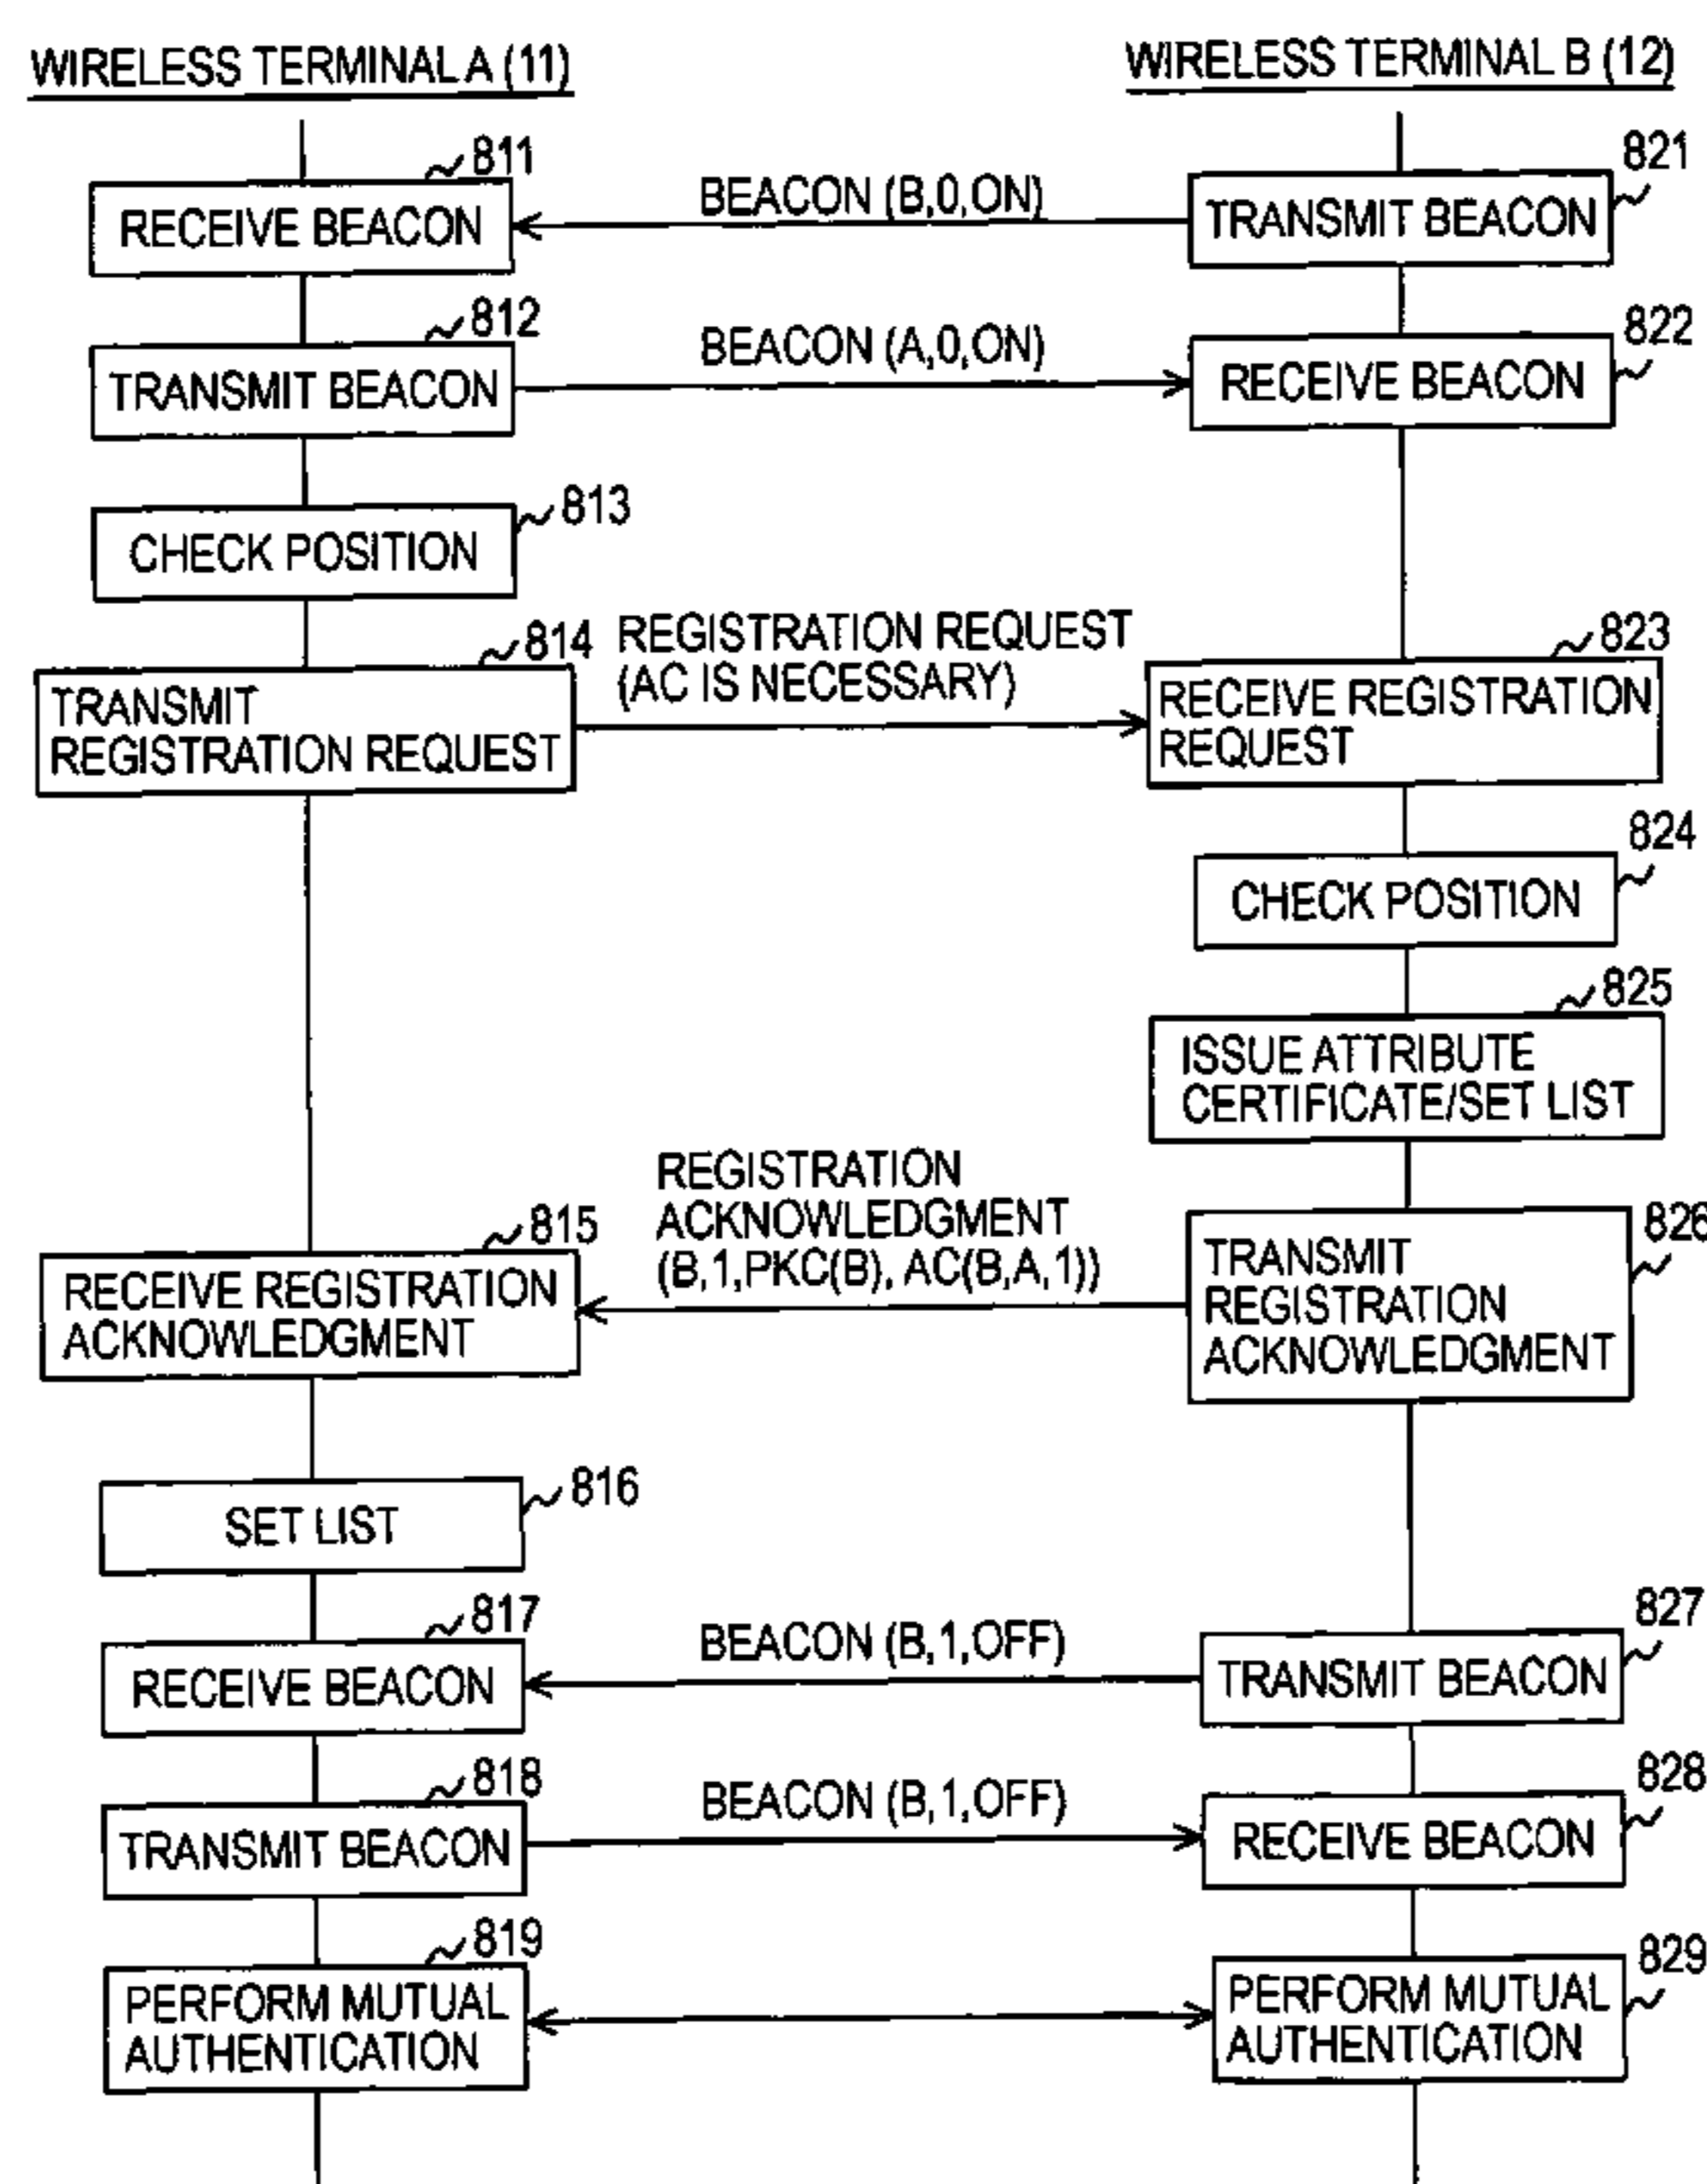 WIRELESS TERMINAL A (11)
WIRELESS TERMINAL B (12)
811
RECEIVE BEACON
BEACON (B,0,ON)
821
TRANSMIT BEACON
812
TRANSMIT BEACON
BEACON (A,0,ON)
822
RECEIVE BEACON
813
CHECK POSITION
814
TRANSMIT
REGISTRATION REQUEST
REGISTRATION REQUEST
(AC IS NECESSARY)
823
RECEIVE REGISTRATION
REQUEST
824
CHECK POSITION
825
ISSUE ATTRIBUTE
CERTIFICATE/SET LIST
815
RECEIVE REGISTRATION
ACKNOWLEDGMENT
REGISTRATION
ACKNOWLEDGMENT
(B,1,PKC(B), AC(B,A,1))
826
TRANSMIT
REGISTRATION
ACKNOWLEDGMENT
816
SET LIST
817
RECEIVE BEACON
BEACON (B,1,OFF)
827
TRANSMIT BEACON
818
TRANSMIT BEACON
BEACON (B,1,OFF)
828
RECEIVE BEACON
819
PERFORM MUTUAL
AUTHENTICATION
829
PERFORM MUTUAL
AUTHENTICATION